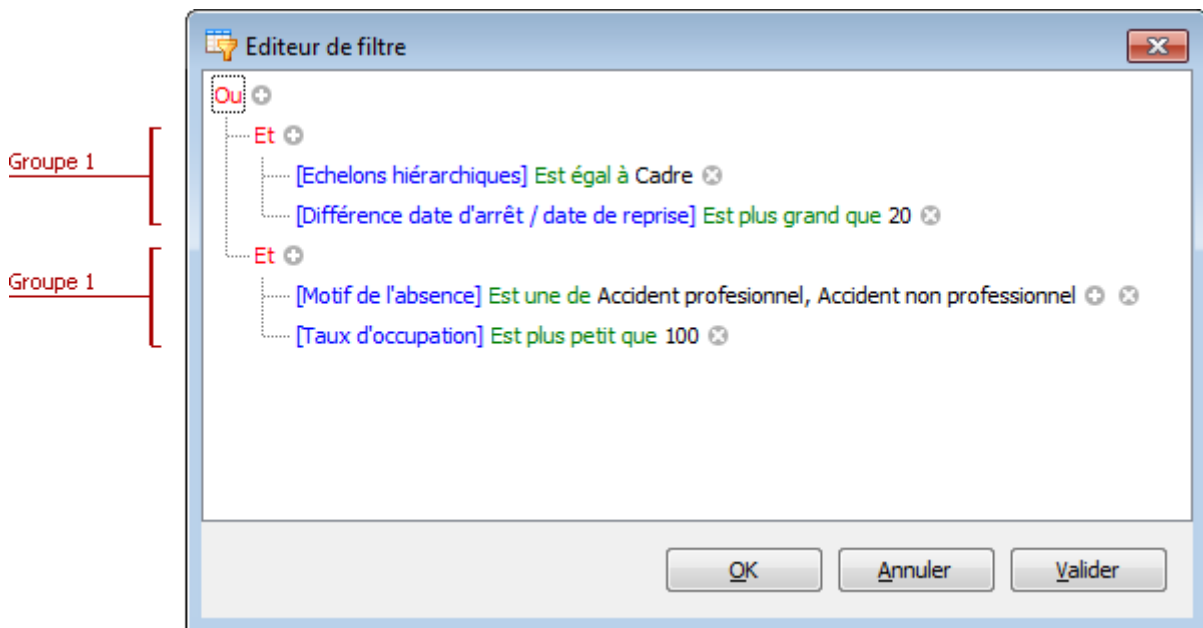 Editeur de filtre
Ou
Groupe 1
Et
[Echelons hiérarchiques] Est égal à Cadre
[Différence date d'arrêt / date de reprise] Est plus grand que 20
Groupe 1
Et
[Motif de l'absence] Est une de Accident profesionnel, Accident non professionnel
[Taux d'occupation] Est plus petit que 100
OK Annuler Valider